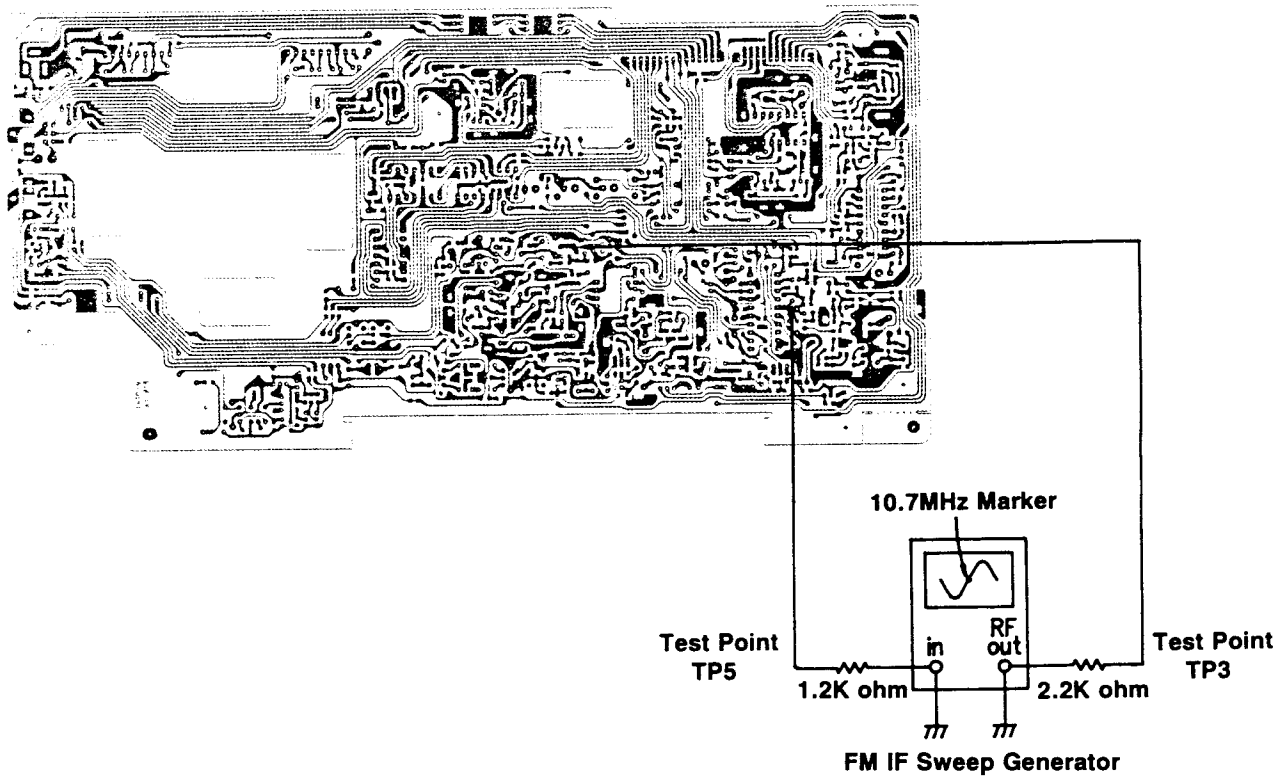 10.7MHz Marker
Test Point
TP5
in
RF
out
Test Point
TP3
1.2K ohm
2.2K ohm
FM IF Sweep Generator